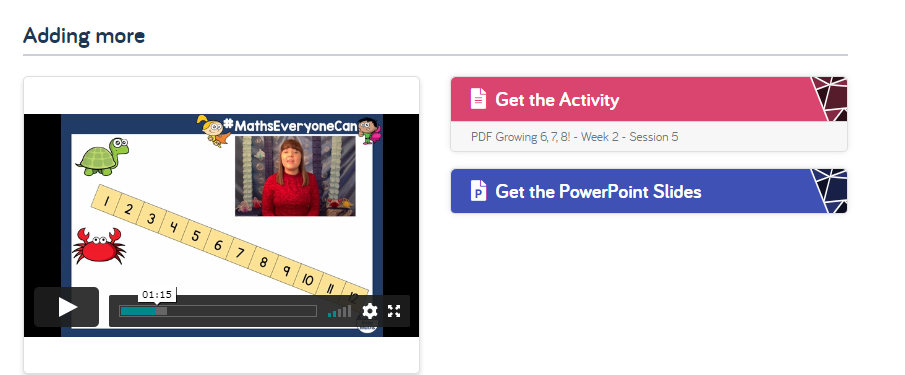 Adding more
#MathsEveryoneCan
1 2 3 4 5 6 7 8 9 10 11 12
01:15
Get the Activity
PDF Growing 6, 7, 8! - Week 2 - Session 5
P Get the PowerPoint Slides